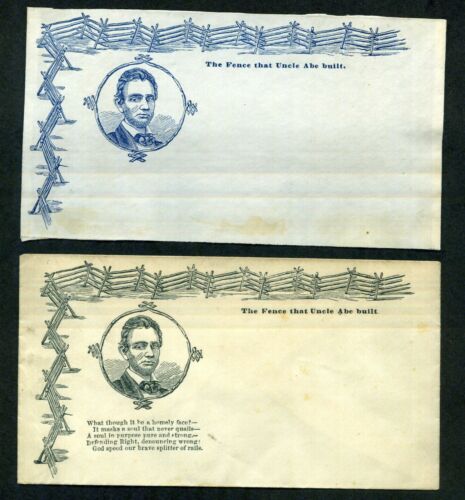 The Fence that Uncle Abe built.
The Fence that Uncle Abe built
What though it be a homely face?—
It masks a soul that never quails—
A soul in purpose pure and strong,—
Defending Right, denouncing wrong!
God speed our brave splitter of rails.